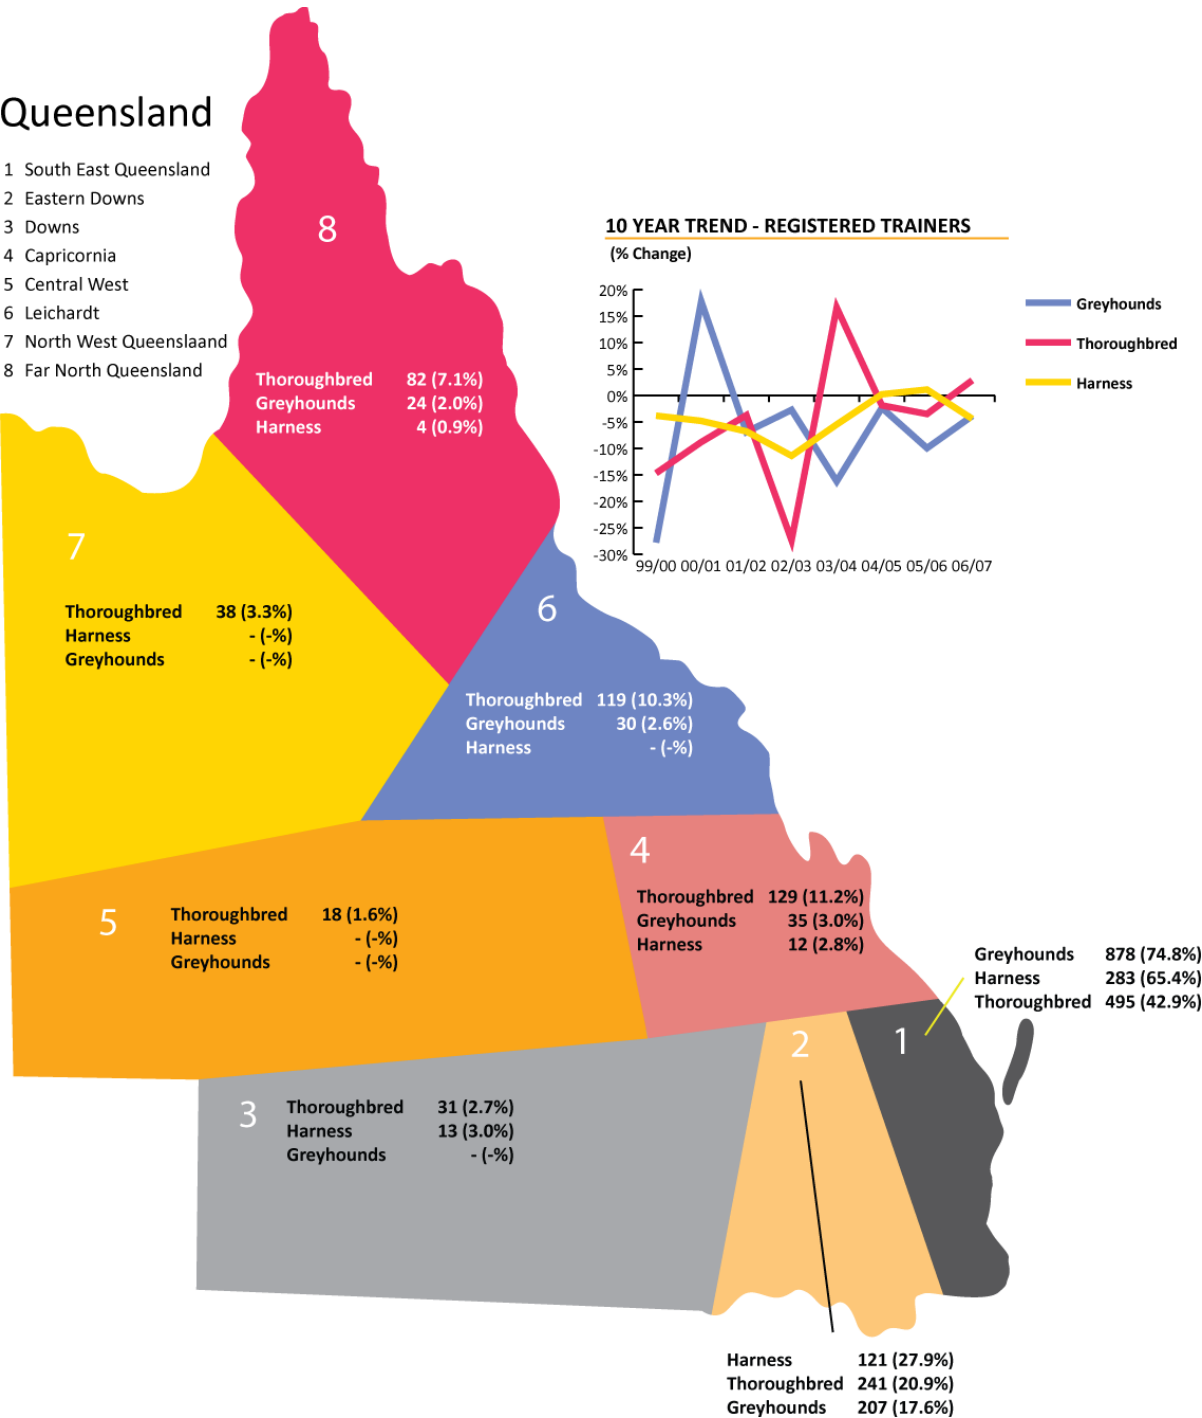 Queensland
1 South East Queensland
2 Eastern Downs
3 Downs
4 Capricornia
5 Central West
6 Leichardt
7 North West Queenslaaand
8 Far North Queensland
8
Thoroughbred 82 (7.1%)
Greyhounds 24 (2.0%)
Harness 4 (0.9%)
10 YEAR TREND - REGISTERED TRAINERS
(% Change)
20%
15%
10%
5%
0%
-5%
-10%
-15%
-20%
-25%
-30%
99/00 00/01 01/02 02/03 03/04 04/05 05/06 06/07
Greyhounds
Thoroughbred
Harness
7
Thoroughbred 38 (3.3%)
Harness - (-%)
Greyhounds - (-%)
6
Thoroughbred 119 (10.3%)
Greyhounds 30 (2.6%)
Harness - (-%)
5
Thoroughbred 18 (1.6%)
Harness - (-%)
Greyhounds - (-%)
4
Thoroughbred 129 (11.2%)
Greyhounds 35 (3.0%)
Harness 12 (2.8%)
Greyhounds 878 (74.8%)
Harness 283 (65.4%)
Thoroughbred 495 (42.9%)
1
2
3
Thoroughbred 31 (2.7%)
Harness 13 (3.0%)
Greyhounds - (-%)
Harness 121 (27.9%)
Thoroughbred 241 (20.9%)
Greyhounds 207 (17.6%)